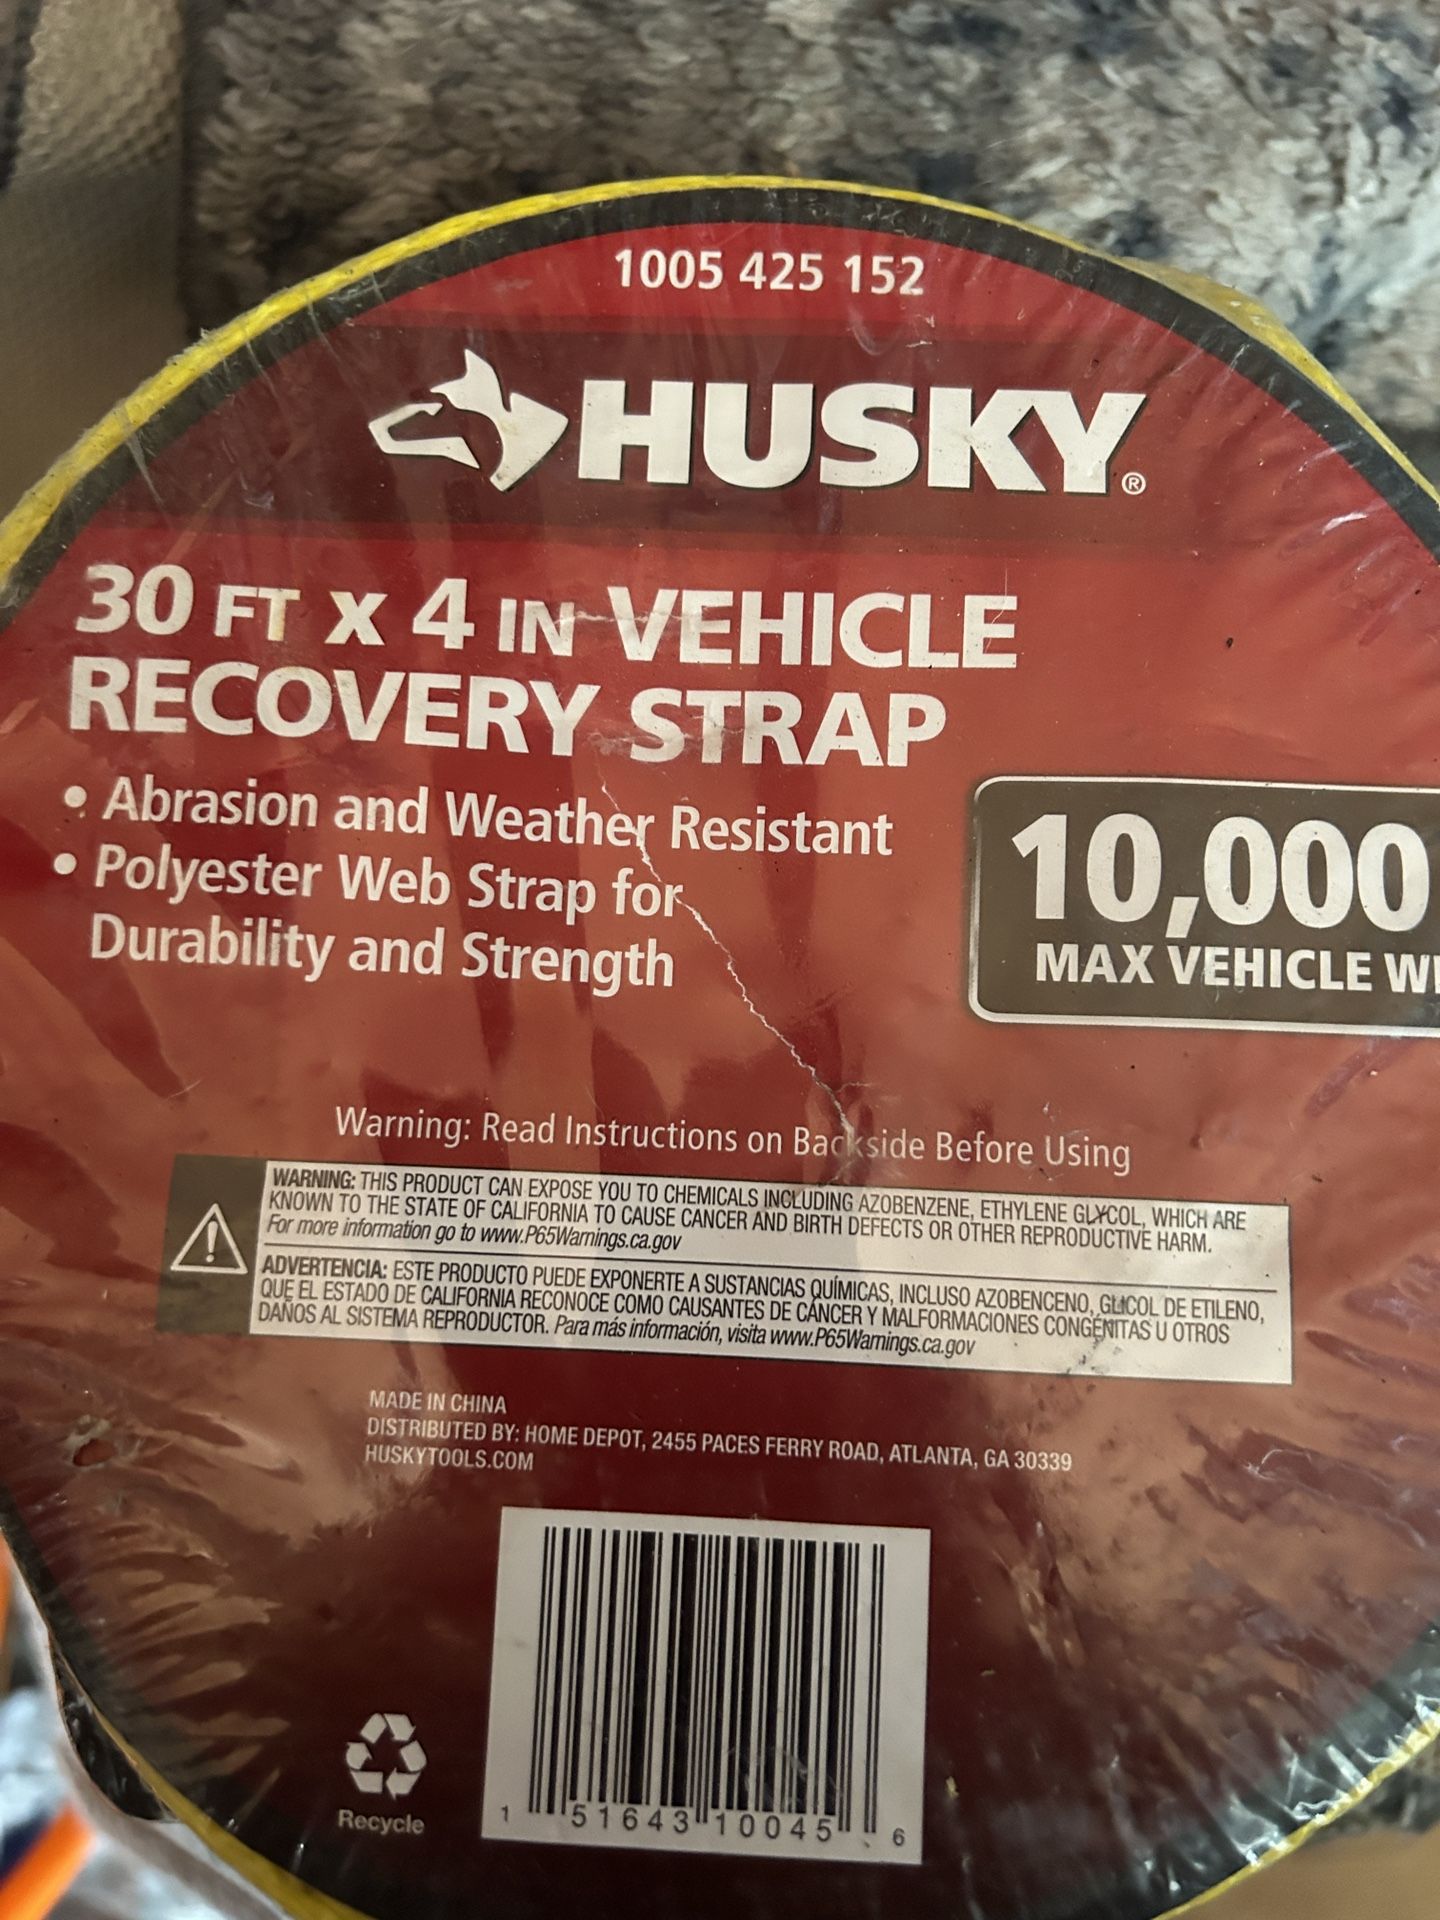 1005 425 152
HUSKY®
30 FT X 4 IN VEHICLE
RECOVERY STRAP
• Abrasion and Weather Resistant
• Polyester Web Strap for
Durability and Strength
10,000
MAX VEHICLE
Warning: Read Instructions on Backside Before Using
WARNING: THIS PRODUCT CAN EXPOSE YOU TO CHEMICALS INCLUDING AZOBENZENE, ETHYLENE GLYCOL, WHICH ARE
KNOWN TO THE STATE OF CALIFORNIA TO CAUSE CANCER AND BIRTH DEFECTS OR OTHER REPRODUCTIVE HARM.
For more information go to www.P65Warnings.ca.gov
ADVERTENCIA: ESTE PRODUCTO PUEDE EXPONERTE A SUSTANCIAS QUÍMICAS, INCLUSO AZOBENCENO, GLICOL DE ETILENO,
QUE EL ESTADO DE CALIFORNIA RECONOCE COMO CAUSANTES DE CÁNCER Y MALFORMACIONES CONGÉNITAS U OTROS
DAÑOS AL SISTEMA REPRODUCTOR. Para más información, visita www.P65Warnings.ca.gov
MADE IN CHINA
DISTRIBUTED BY: HOME DEPOT, 2455 PACES FERRY ROAD, ATLANTA, GA 30339
HUSKYTOOLS.COM
1 51643 10045 6
Recycle